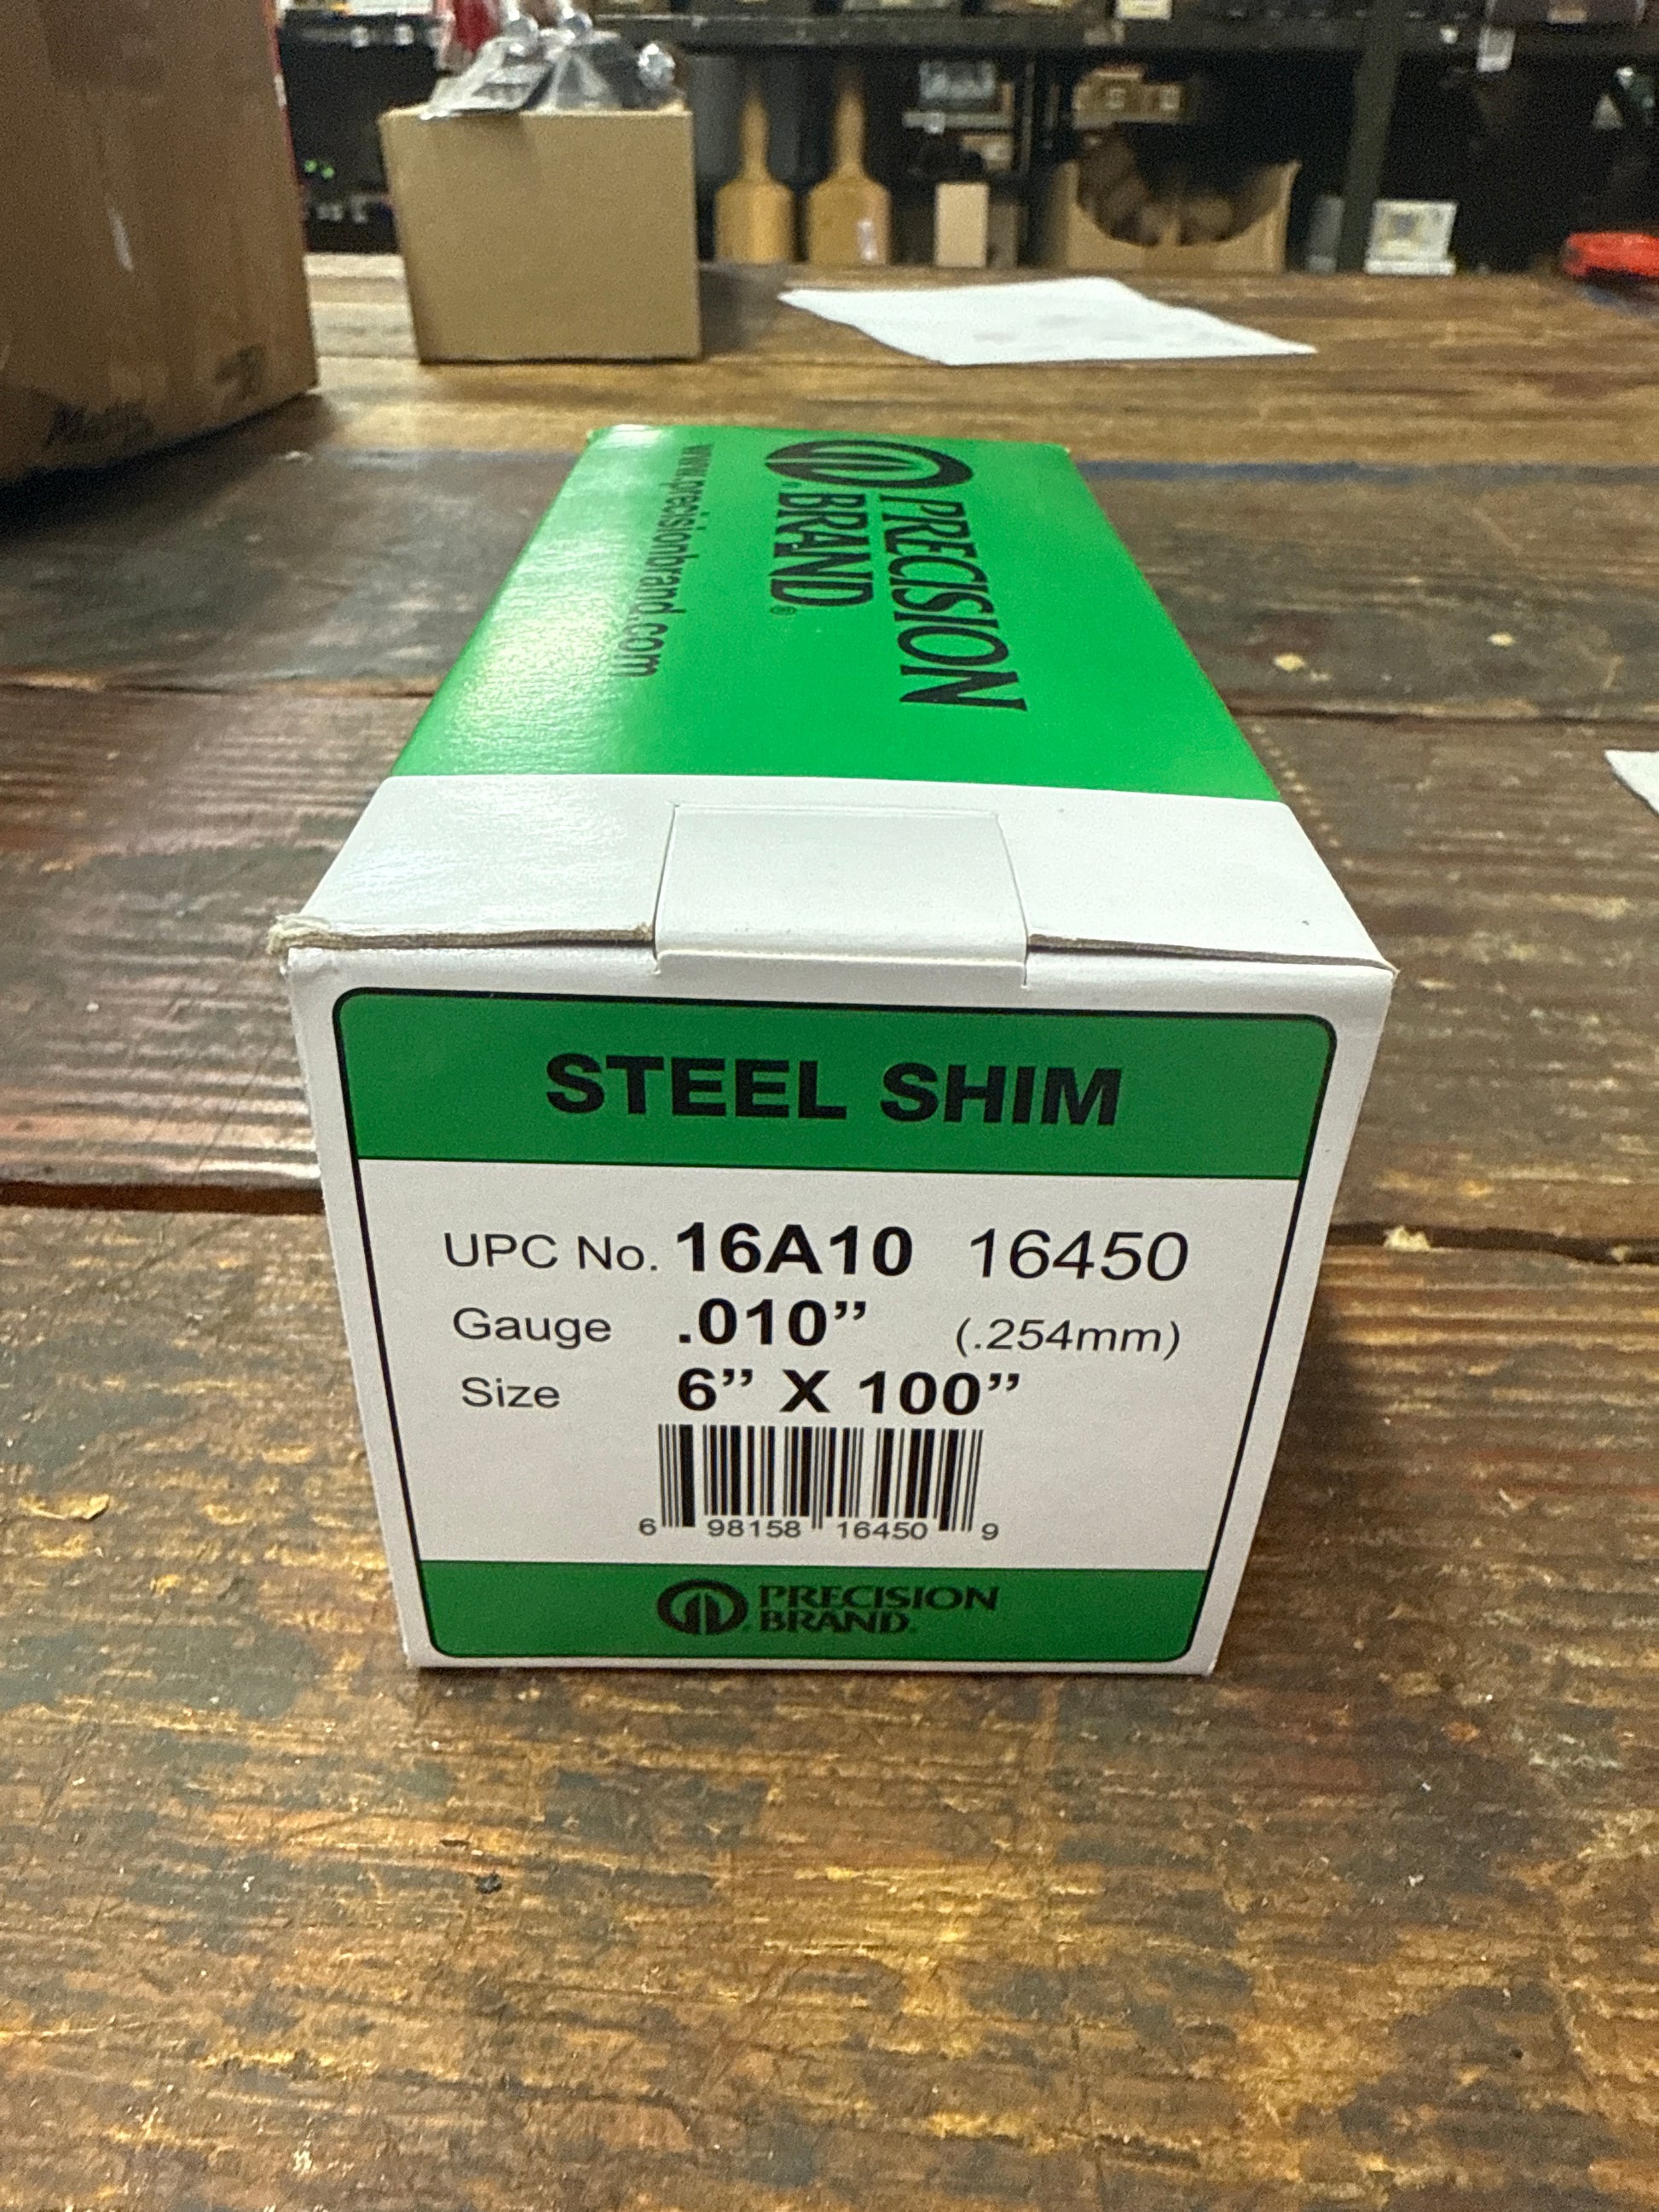 PRECISION
BRAND®
www.precisionbrand.com
STEEL SHIM
UPC No. 16A10 16450
Gauge .010” (.254mm)
Size 6” X 100”
6 98158 16450 9
PRECISION
BRAND®